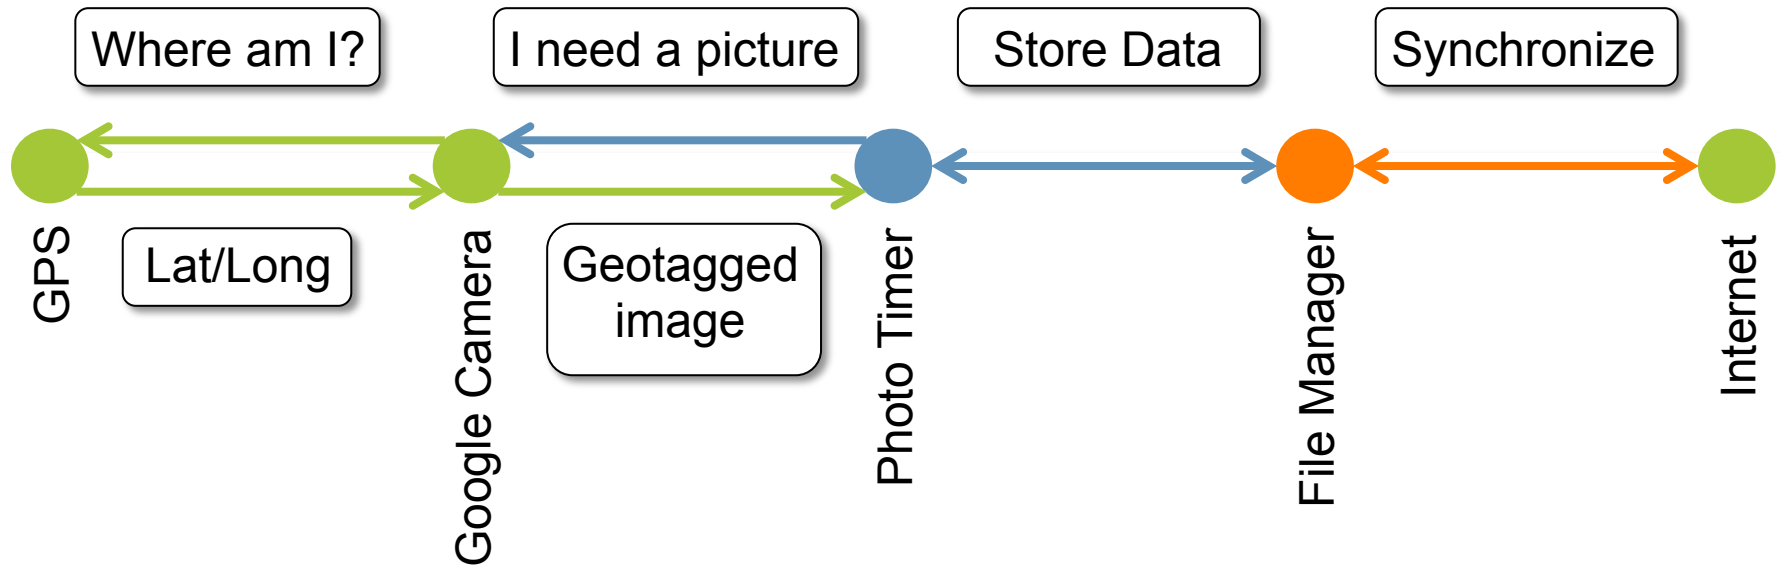 Where am I?
I need a picture
Store Data
Synchronize
Lat/Long
Geotagged
image
GPS
Google Camera
Photo Timer
File Manager
Internet